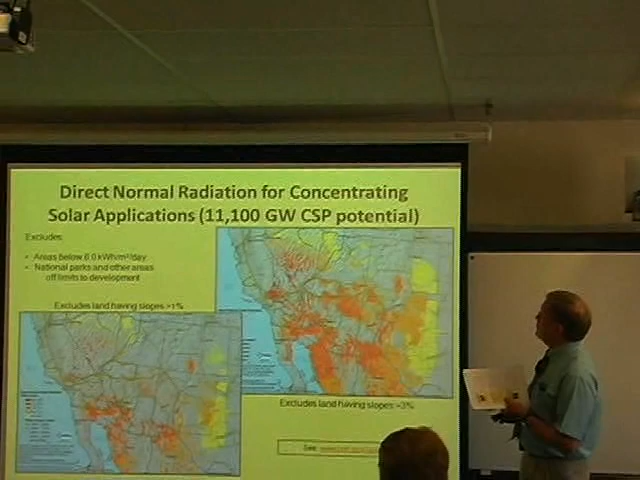 Direct Normal Radiation for Concentrating
Solar Applications (11,100 GW CSP potential)
Excludes:
• Areas below 6.0 kWh/m²/day
• National parks and other areas
off limits to development
Excludes land having slopes >1%
Excludes land having slopes >3%
See: